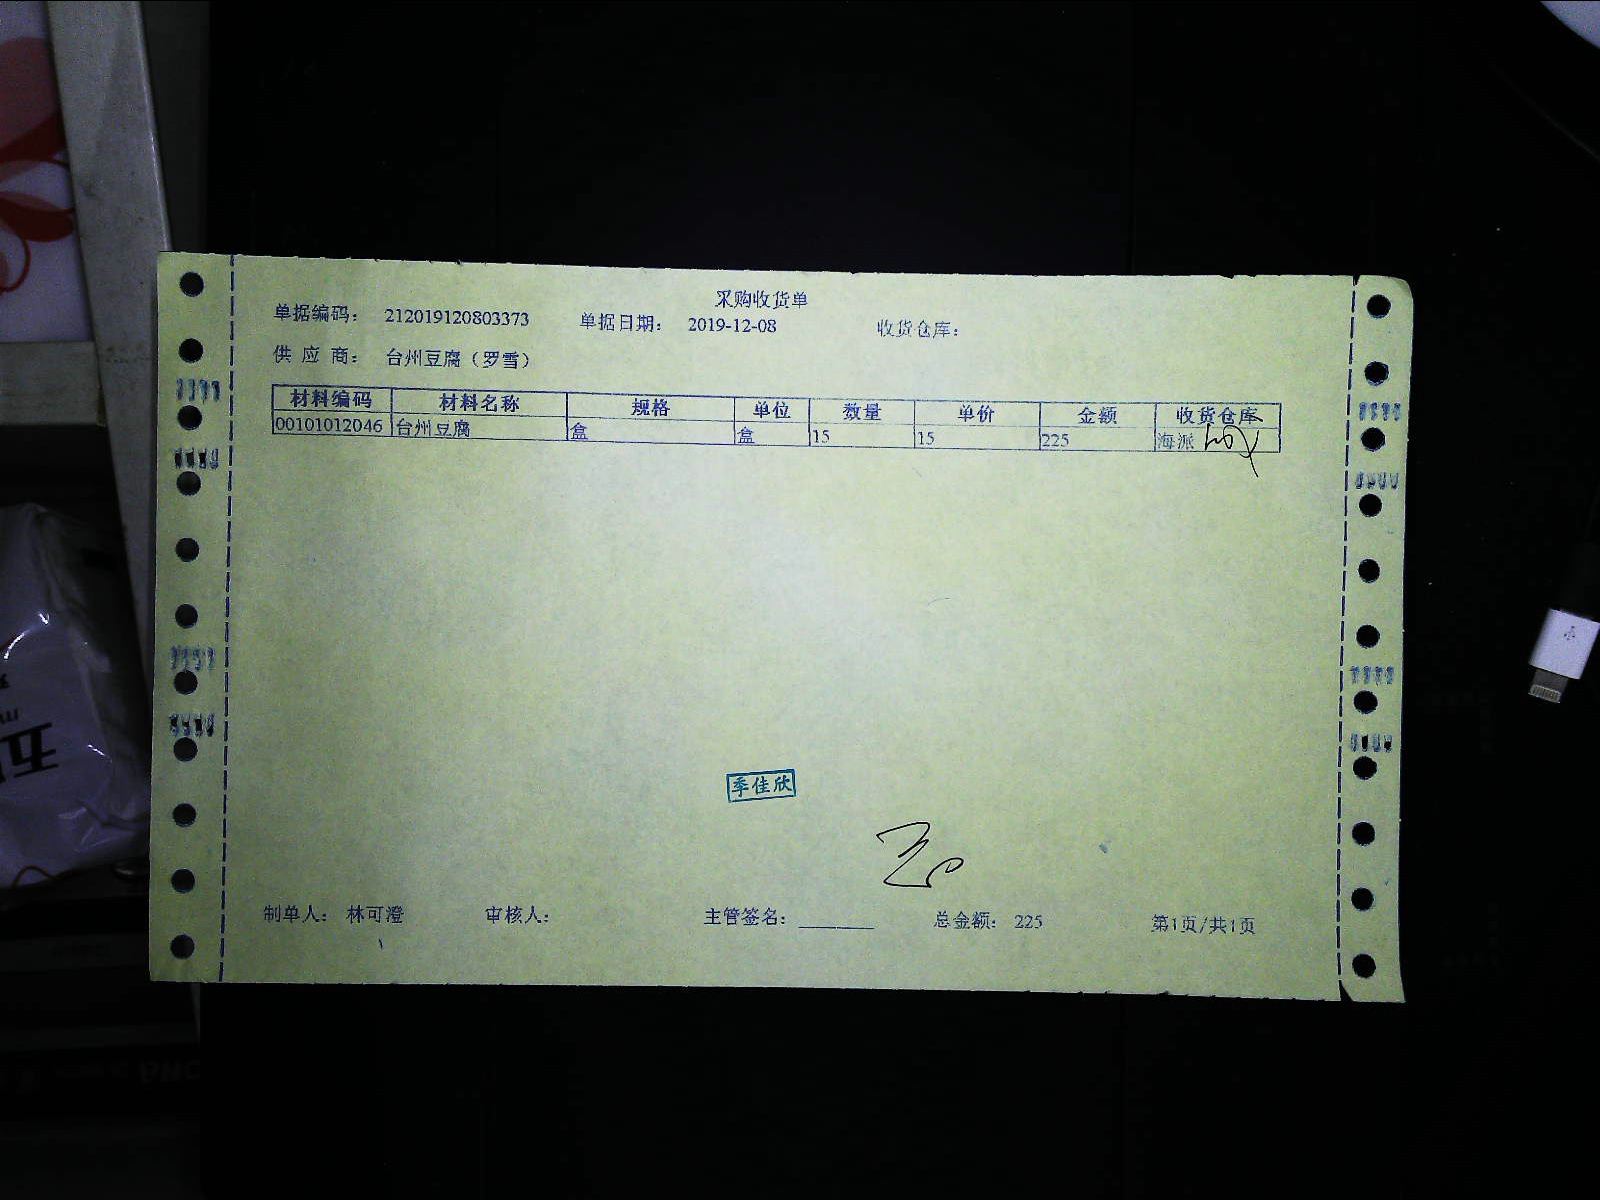 采购收货单
单据编码： 212019120803373 单据日期： 2019-12-08 收货仓库：
供 应 商： 台州豆腐（罗雪）
材料编码 材料名称 规格 单位 数量 单价 金额 收货仓库
00101012046 台州豆腐 盒 盒 15 15 225 海派
季佳欣
制单人： 林可澄 审核人： 主管签名： 总金额： 225 第1页/共1页
五